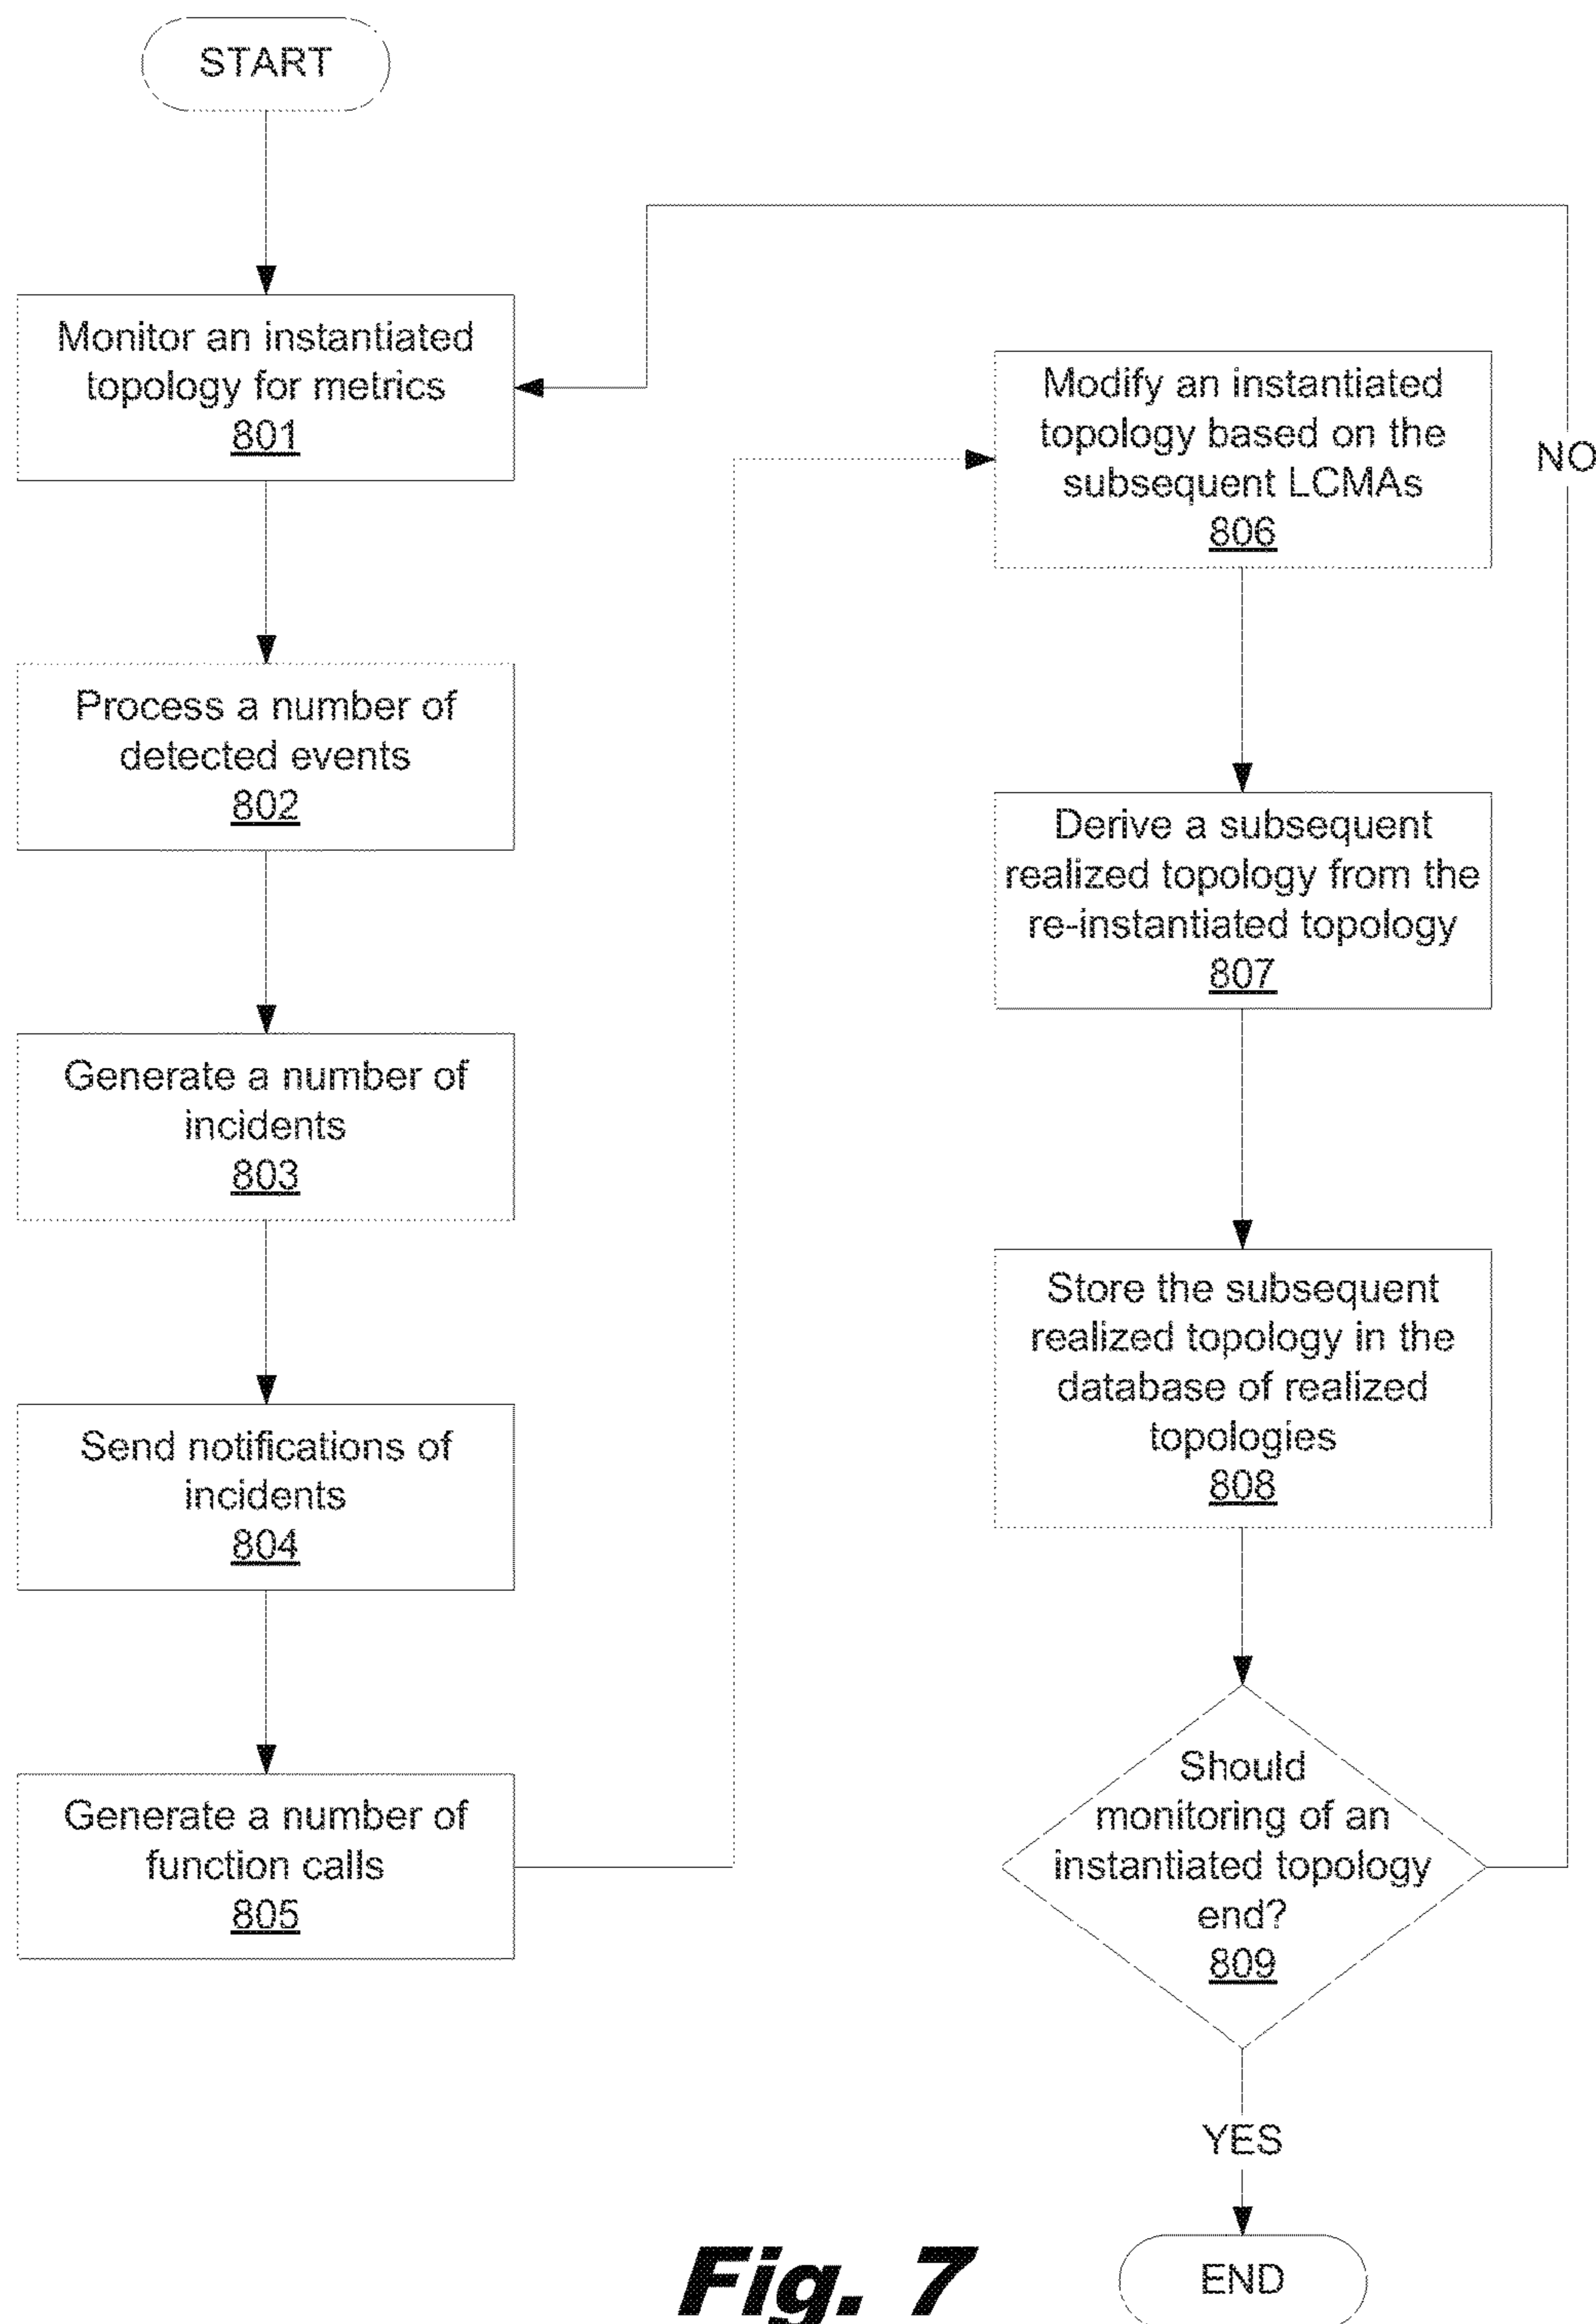 START
Monitor an instantiated
topology for metrics
801
Process a number of
detected events
802
Generate a number of
incidents
803
Send notifications of
incidents
804
Generate a number of
function calls
805
Modify an instantiated
topology based on the
subsequent LCMAs
806
Derive a subsequent
realized topology from the
re-instantiated topology
807
Store the subsequent
realized topology in the
database of realized
topologies
808
Should
monitoring of an
instantiated topology
end?
809
NO
YES
END
Fig. 7